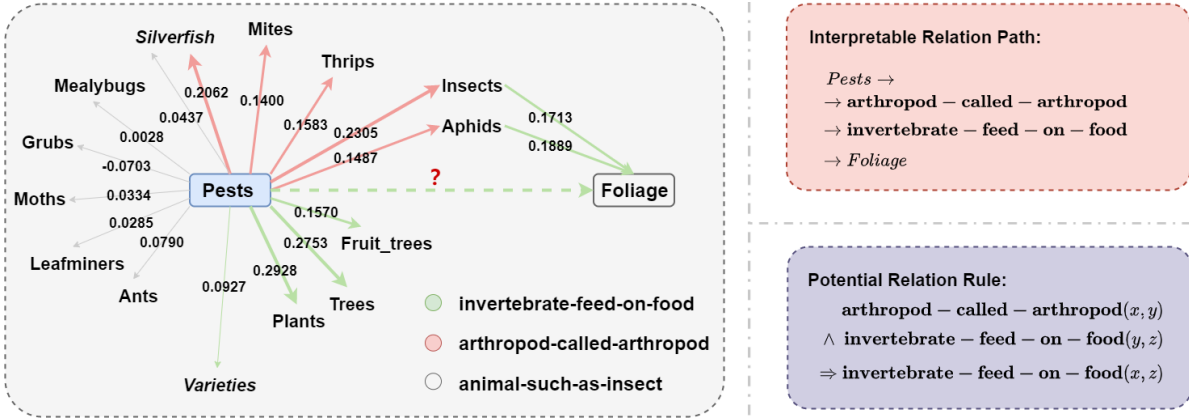 Silverfish
Mites
Thrips
Mealybugs
Insects
0.2062
0.1400
0.0437
0.1583
0.1713
Aphids
0.2305
Grubs
0.0028
0.1487
0.1889
-0.0703
?
Moths
0.0334
Pests
Foliage
0.0285
0.1570
Leafminers
0.0790
0.2753
Fruit_trees
Ants
0.0927
0.2928
Trees
Plants
Varieties
invertebrate-feed-on-food
arthropod-called-arthropod
animal-such-as-insect
Interpretable Relation Path:
Pests →
→ arthropod − called − arthropod
→ invertebrate − feed − on − food
→ Foliage
Potential Relation Rule:
arthropod − called − arthropod(x, y)
∧ invertebrate − feed − on − food(y, z)
⇒ invertebrate − feed − on − food(x, z)